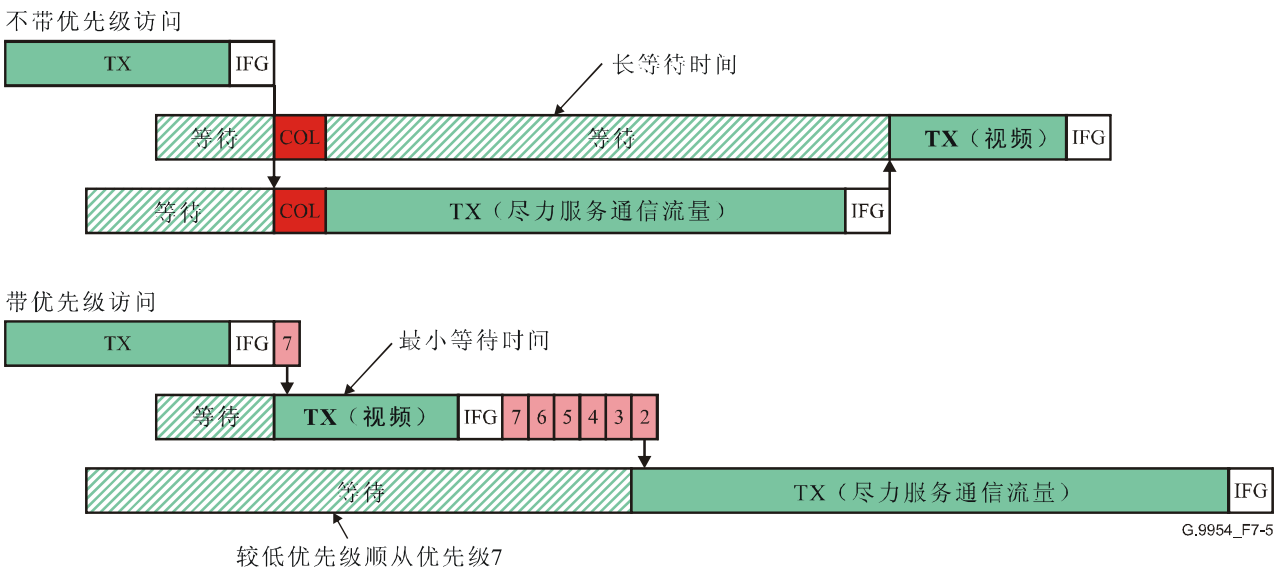 不带优先级访问
TX IFG
长等待时间
等待 COL 等待 TX（视频） IFG
等待 COL TX（尽力服务通信流量） IFG
带优先级访问
TX IFG 7
最小等待时间
等待 TX（视频） IFG 7 6 5 4 3 2
等待 TX（尽力服务通信流量） IFG
G.9954_F7-5
较低优先级顺从优先级7